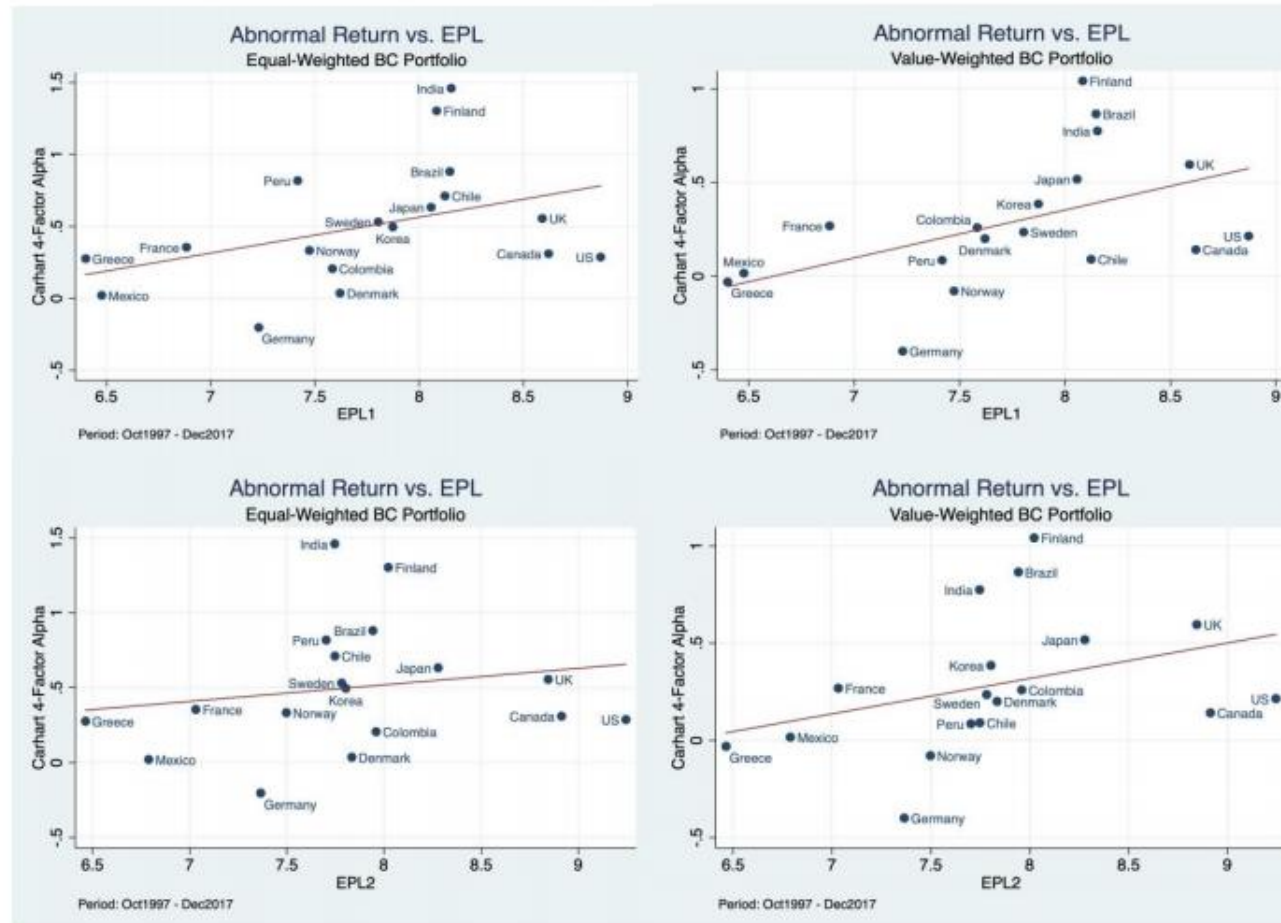 Abnormal Return vs. EPL
Equal-Weighted BC Portfolio
Carhart 4-Factor Alpha
1.5
1
.5
0
-.5
India
Finland
Brazil
Peru
Chile
Japan
Sweden
UK
Korea
France
Norway
Canada
US
Greece
Colombia
Mexico
Denmark
Germany
6.5 7 7.5 8 8.5 9
EPL1
Period: Oct1997 - Dec2017
Abnormal Return vs. EPL
Value-Weighted BC Portfolio
Carhart 4-Factor Alpha
1
.5
0
-.5
Finland
Brazil
India
UK
Japan
Korea
France
Colombia
Sweden
US
Denmark
Canada
Peru
Chile
Mexico
Greece
Norway
Germany
6.5 7 7.5 8 8.5 9
EPL1
Period: Oct1997 - Dec2017
Abnormal Return vs. EPL
Equal-Weighted BC Portfolio
Carhart 4-Factor Alpha
1.5
1
.5
0
-.5
India
Finland
Brazil
Peru
Chile
Japan
Sweden
UK
Korea
France
Norway
Canada
US
Greece
Colombia
Mexico
Denmark
Germany
6.5 7 7.5 8 8.5 9
EPL2
Period: Oct1997 - Dec2017
Abnormal Return vs. EPL
Value-Weighted BC Portfolio
Carhart 4-Factor Alpha
1
.5
0
-.5
Finland
Brazil
India
UK
Japan
Korea
France
Colombia
Sweden
Denmark
US
Canada
Peru
Chile
Mexico
Greece
Norway
Germany
6.5 7 7.5 8 8.5 9
EPL2
Period: Oct1997 - Dec2017